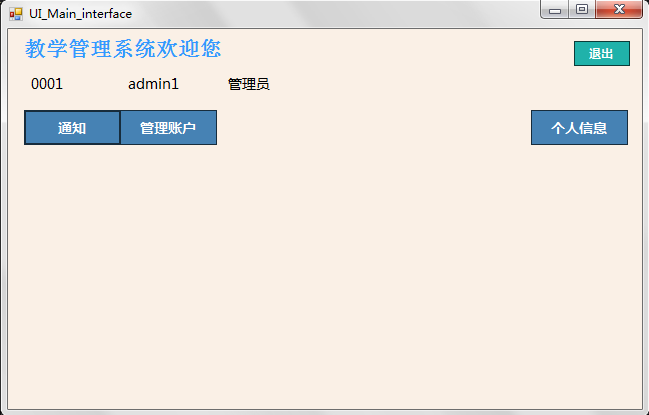 UI_Main_interface
教学管理系统欢迎您
退出
0001 admin1 管理员
通知 管理账户 个人信息